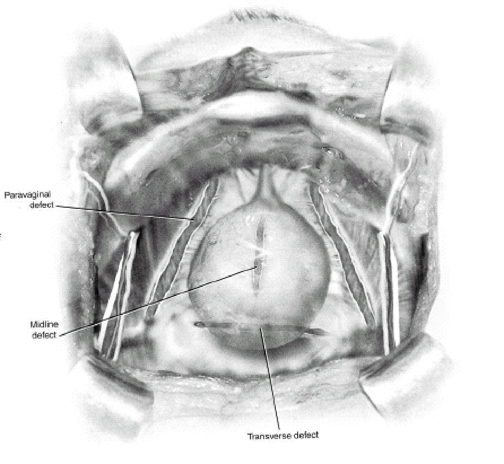 Paravaginal
defect
Midline
defect
Transverse defect